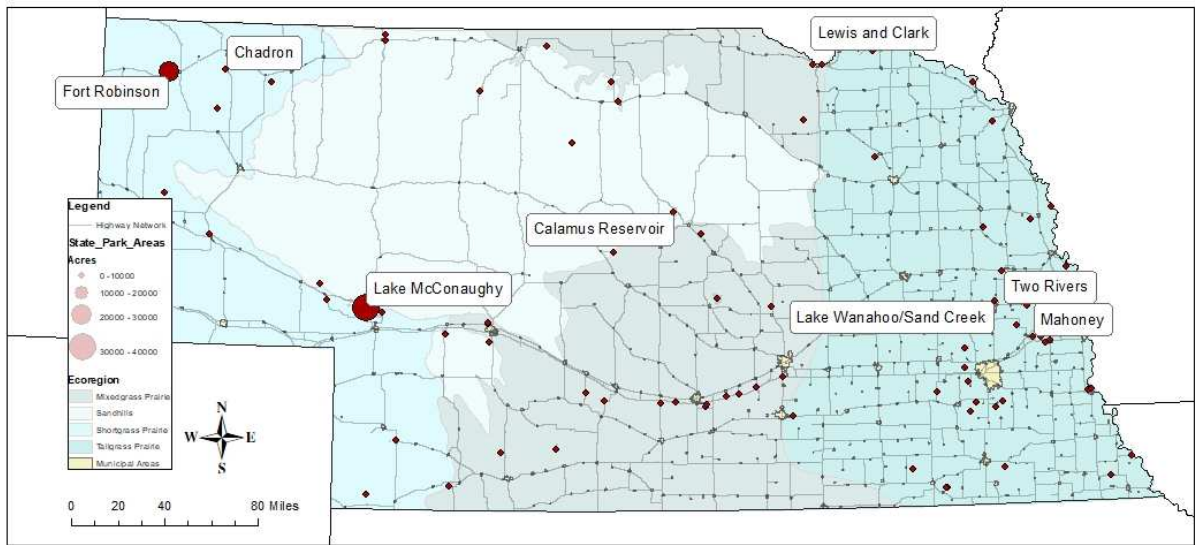 Lewis and Clark
Chadron
Fort Robinson
Calamus Reservoir
Lake McConaughy
Two Rivers
Lake Wanahoo/Sand Creek
Mahoney
Legend
Highway Network
State_Park_Areas
Acres
0 - 10000
10000 - 20000
20000 - 30000
30000 - 40000
Ecoregion
Mixedgrass Prairie
Sandhills
Shortgrass Prairie
Tallgrass Prairie
Municipal Areas
N
W E
S
0 20 40 80 Miles